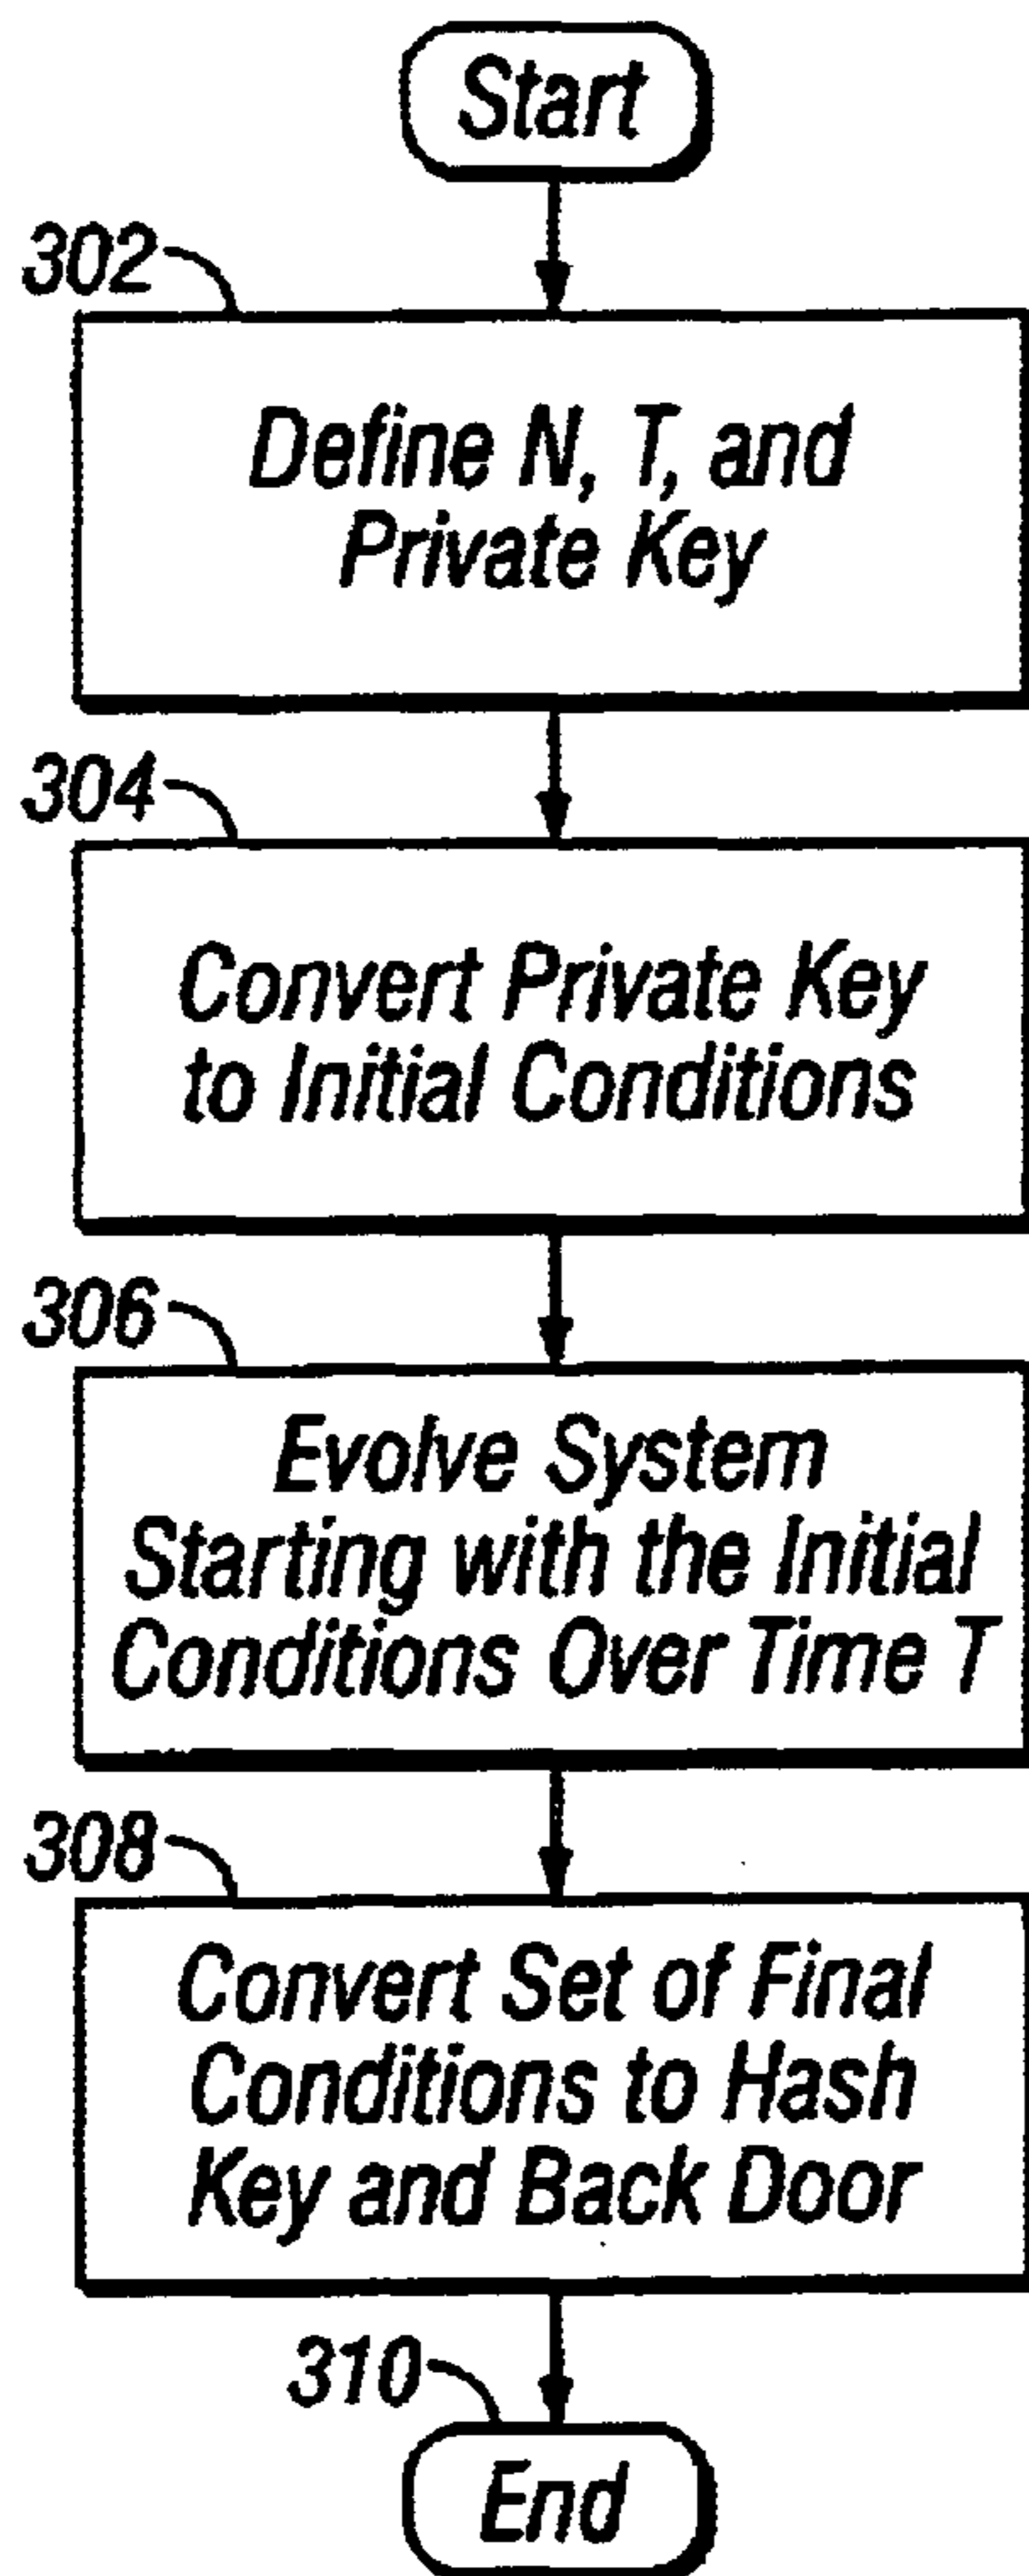 Start
302
Define N, T, and
Private Key
304
Convert Private Key
to Initial Conditions
306
Evolve System
Starting with the Initial
Conditions Over Time T
308
Convert Set of Final
Conditions to Hash
Key and Back Door
310
End